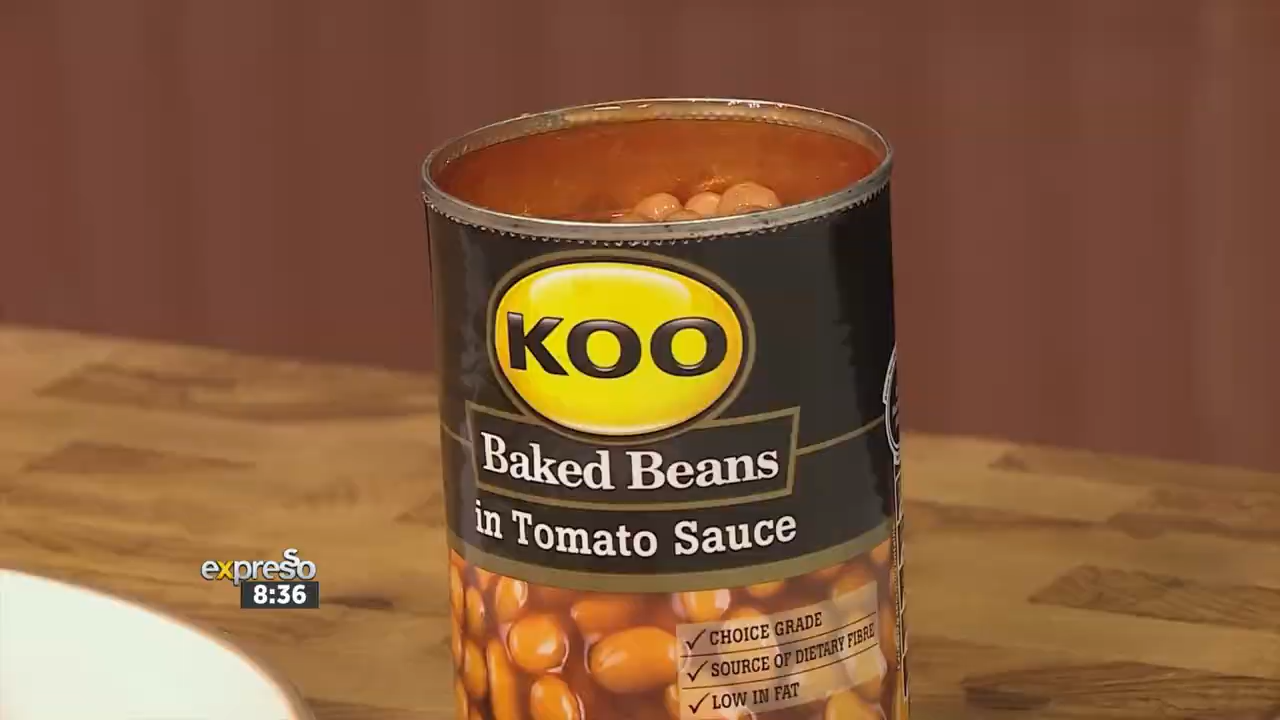 KOO
Baked Beans
in Tomato Sauce
✓ CHOICE GRADE
✓ SOURCE OF DIETARY FIBRE
✓ LOW IN FAT
expresso
8:36